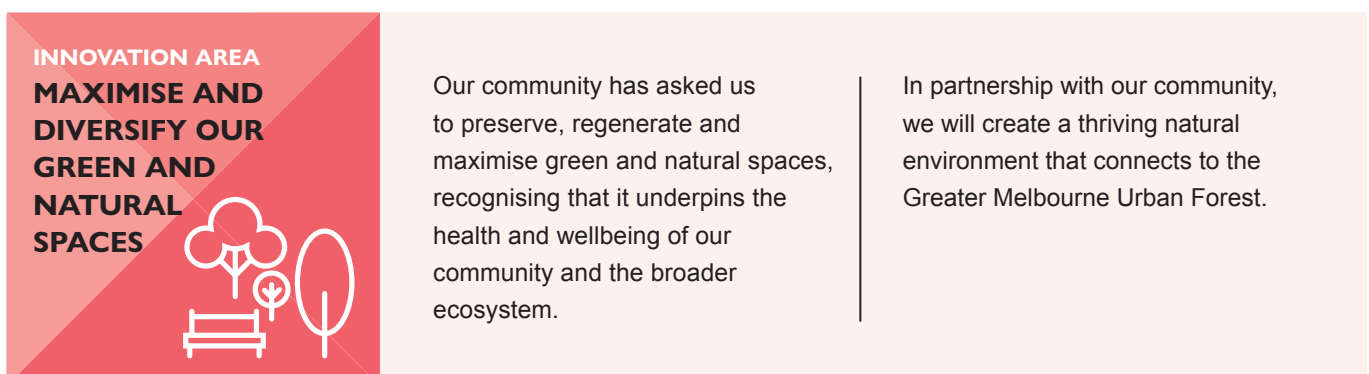 INNOVATION AREA
MAXIMISE AND
DIVERSIFY OUR
GREEN AND
NATURAL
SPACES
Our community has asked us
to preserve, regenerate and
maximise green and natural spaces,
recognising that it underpins the
health and wellbeing of our
community and the broader
ecosystem.
In partnership with our community,
we will create a thriving natural
environment that connects to the
Greater Melbourne Urban Forest.